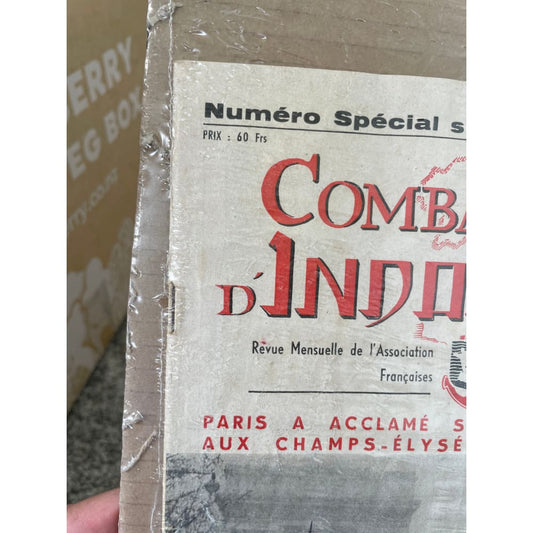 ERRY
EG BOX
erry.co.nz
Numéro Spécial s
PRIX : 60 Frs
COMBA
D'INDO
Revue Mensuelle de l'Association
Françaises
PARIS A ACCLAMÉ S
AUX CHAMPS-ÉLYSÉ